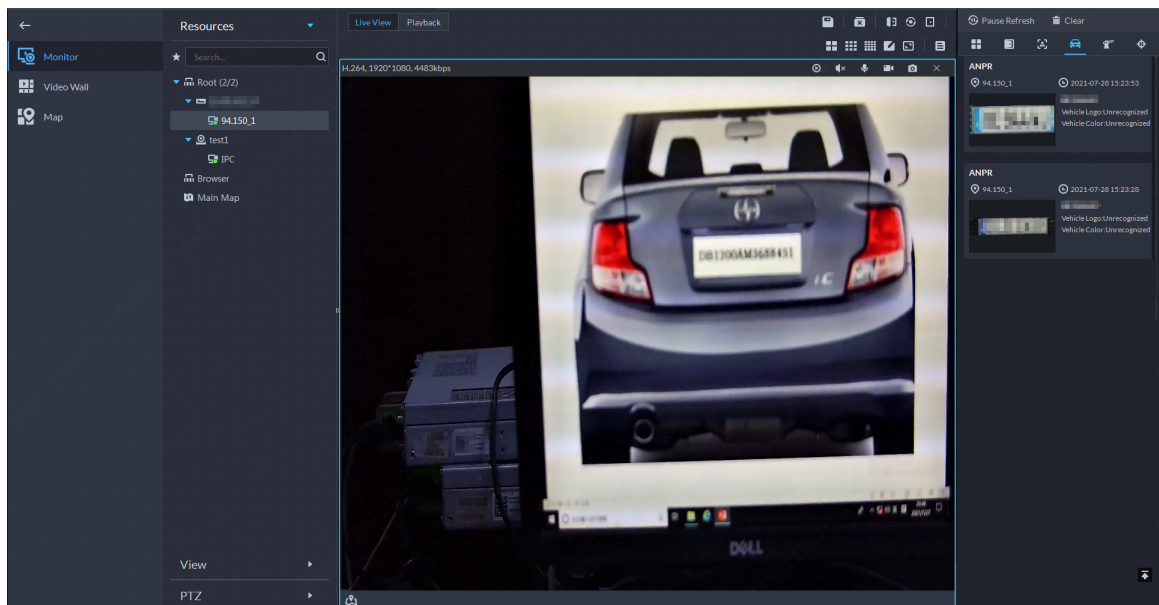 Resources
Live View
Playback
Pause Refresh
Clear
Monitor
Video Wall
Map
Search...
Root (2/2)
94.150_1
test1
IPC
Browser
Main Map
View
PTZ
H.264, 1920*1080, 4483kbps
DB1200AM3688451
iC
DELL
ANPR
94.150_1
2021-07-28 15:23:53
Vehicle Logo:Unrecognized
Vehicle Color:Unrecognized
ANPR
94.150_1
2021-07-28 15:23:28
Vehicle Logo:Unrecognized
Vehicle Color:Unrecognized